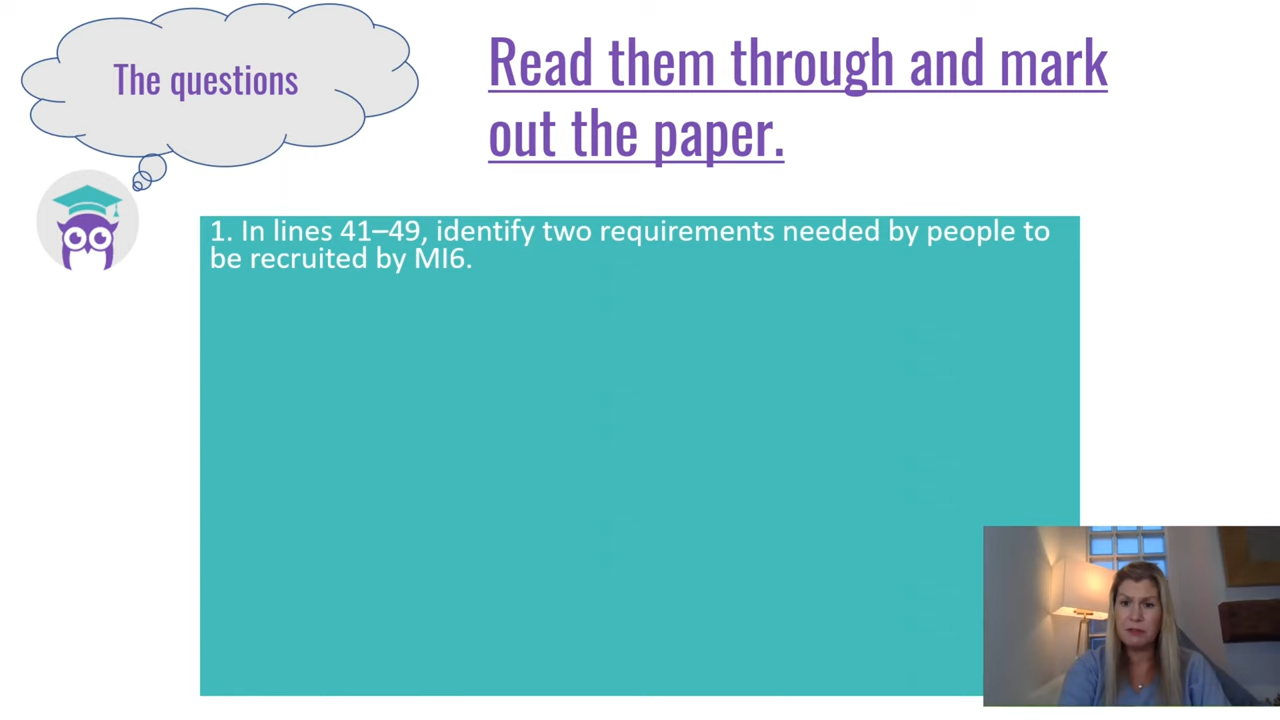 The questions
Read them through and mark
out the paper.
1. In lines 41–49, identify two requirements needed by people to
be recruited by MI6.